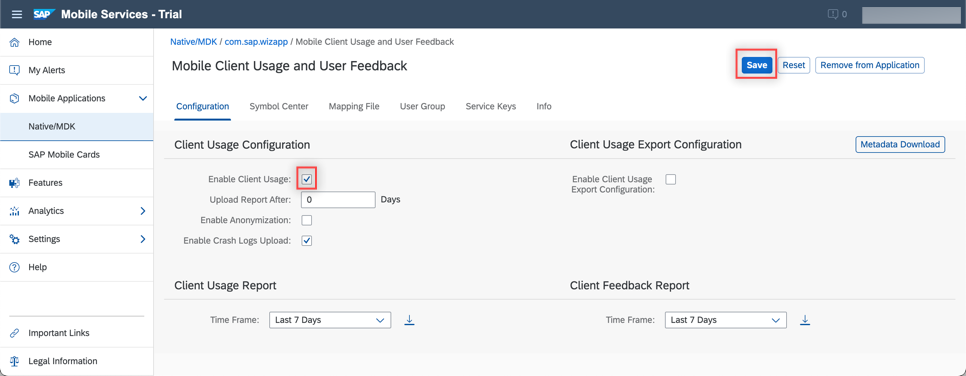 SAP Mobile Services - Trial
0
Home
My Alerts
Mobile Applications
Native/MDK
SAP Mobile Cards
Features
Analytics
Settings
Help
Important Links
Legal Information
Native/MDK / com.sap.wizapp / Mobile Client Usage and User Feedback
Mobile Client Usage and User Feedback
Save Reset Remove from Application
Configuration Symbol Center Mapping File User Group Service Keys Info
Client Usage Configuration
Enable Client Usage:
Upload Report After: 0 Days
Enable Anonymization:
Enable Crash Logs Upload:
Client Usage Export Configuration
Metadata Download
Enable Client Usage
Export Configuration:
Client Usage Report
Time Frame: Last 7 Days
Client Feedback Report
Time Frame: Last 7 Days